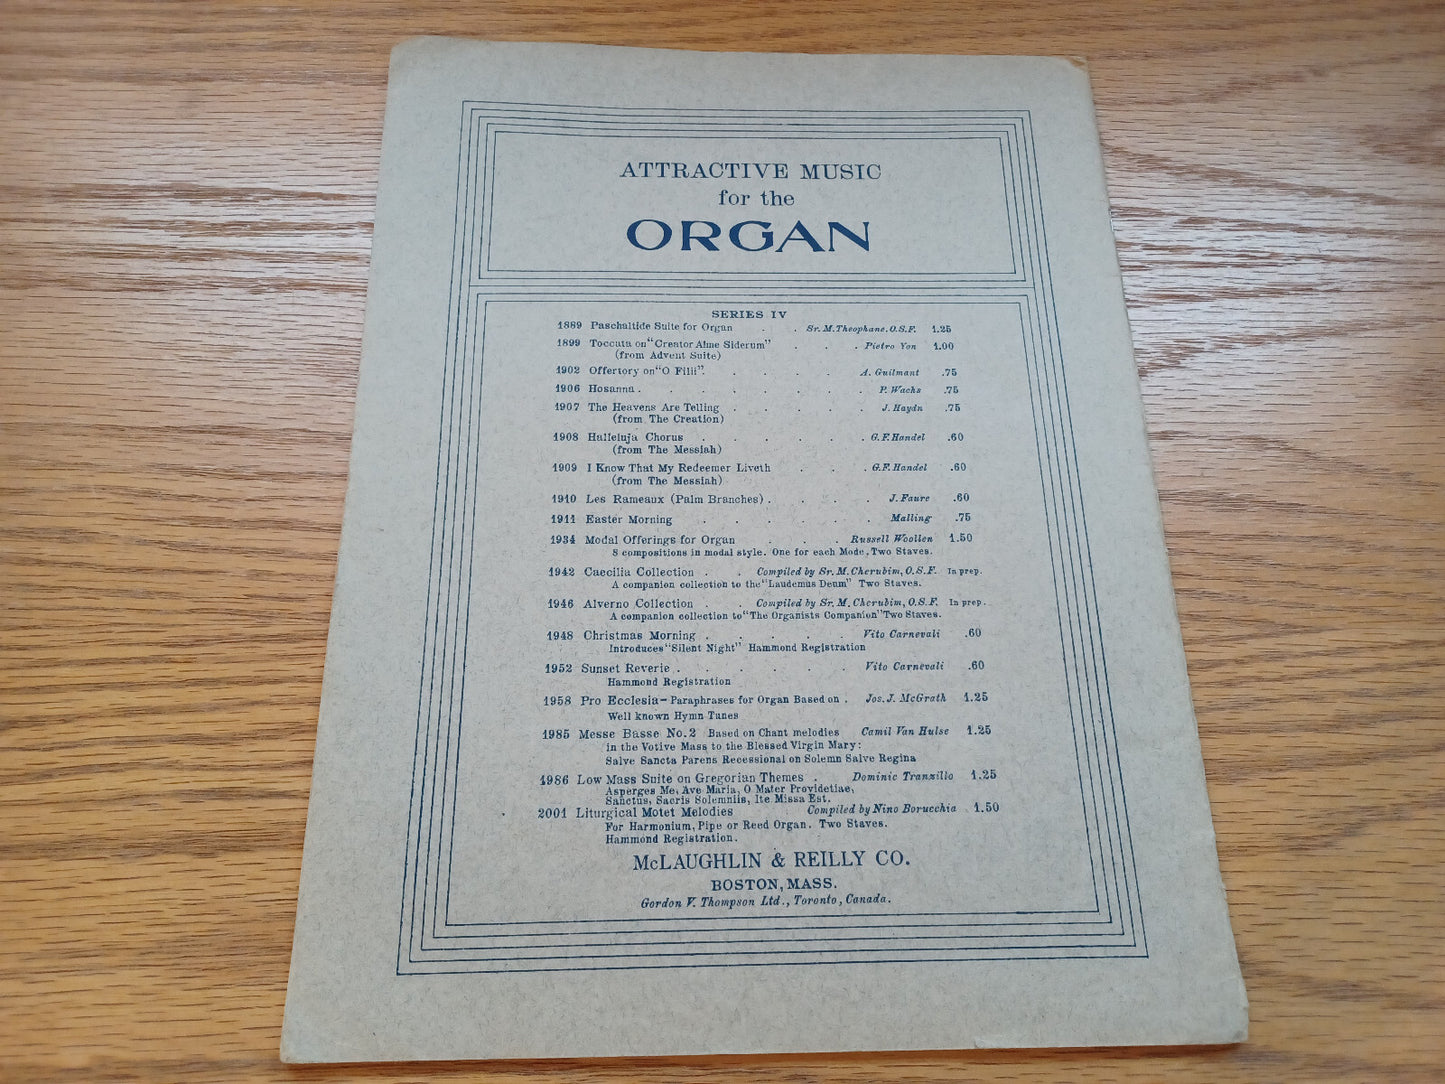 ATTRACTIVE MUSIC
for the
ORGAN
SERIES IV
1889 Paschaltide Suite for Organ . . Sr. M. Theophane, O.S.F. 1.25
1899 Toccata on "Creator Alme Siderum" . . . Pietro Yon 1.00
(from Advent Suite)
1902 Offertory on "O Filii". . . . . A. Guilmant .75
1906 Hosanna . . . . . . . . P. Wachs .75
1907 The Heavens Are Telling . . . . . J. Haydn .75
(from The Creation)
1908 Halleluja Chorus . . . . . . G. F. Handel .60
(from The Messiah)
1909 I Know That My Redeemer Liveth . . . G.F. Handel .60
(from The Messiah)
1910 Les Rameaux (Palm Branches) . . . . J. Faure .60
1911 Easter Morning . . . . . . Malling .75
1934 Modal Offerings for Organ . . . Russell Woollen 1.50
8 compositions in modal style. One for each Mode, Two Staves.
1942 Caecilia Collection . . Compiled by Sr. M. Cherubim, O.S.F. In prep.
A companion collection to the "Laudemus Deum" Two Staves.
1946 Alverno Collection . . Compiled by Sr. M. Cherubim, O.S.F. In prep.
A companion collection to "The Organists Companion" Two Staves.
1948 Christmas Morning . . . . . Vito Carnevali .60
Introduces "Silent Night" Hammond Registration
1952 Sunset Reverie . . . . . . Vito Carnevali .60
Hammond Registration
1958 Pro Ecclesia - Paraphrases for Organ Based on . Jos. J. McGrath 1.25
Well known Hymn Tunes
1985 Messe Basse No. 2 Based on Chant melodies Camil Van Hulse 1.25
in the Votive Mass to the Blessed Virgin Mary:
Salve Sancta Parens Recessional on Solemn Salve Regina
1986 Low Mass Suite on Gregorian Themes . Dominic Tranzillo 1.25
Asperges Me, Ave Maria, O Mater Providetiae,
Sanctus, Sacris Solemniis, Ite Missa Est.
2001 Liturgical Motet Melodies Compiled by Nino Borucchia . 1.50
For Harmonium, Pipe or Reed Organ. Two Staves.
Hammond Registration.
McLAUGHLIN & REILLY CO.
BOSTON, MASS.
Gordon V. Thompson Ltd., Toronto, Canada.